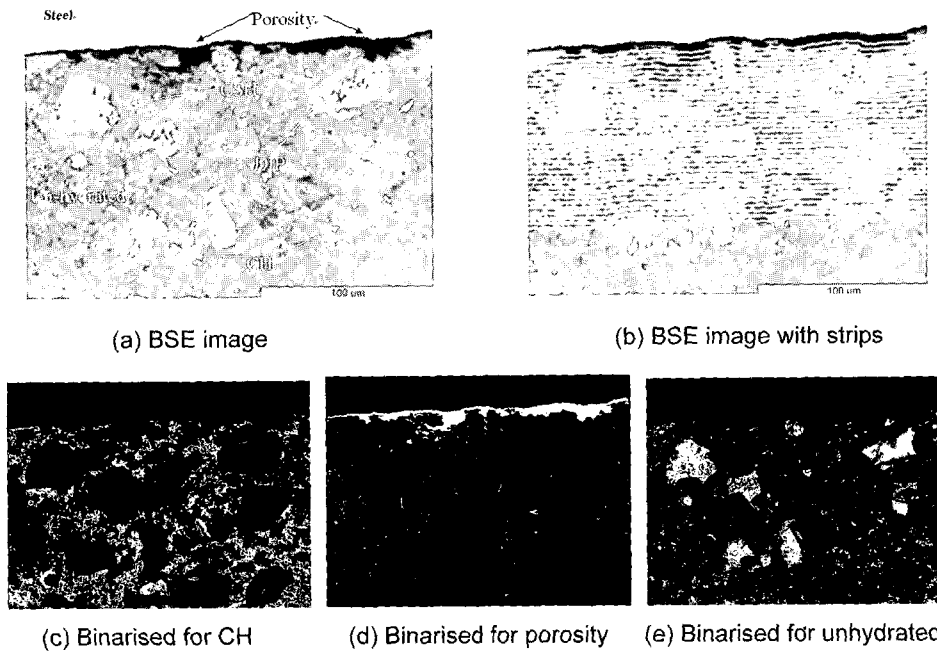 Steel.
Porosity.
CSH
100 um
100 um
(a) BSE image
(b) BSE image with strips
(c) Binarised for CH
(d) Binarised for porosity
(e) Binarised for unhydrated